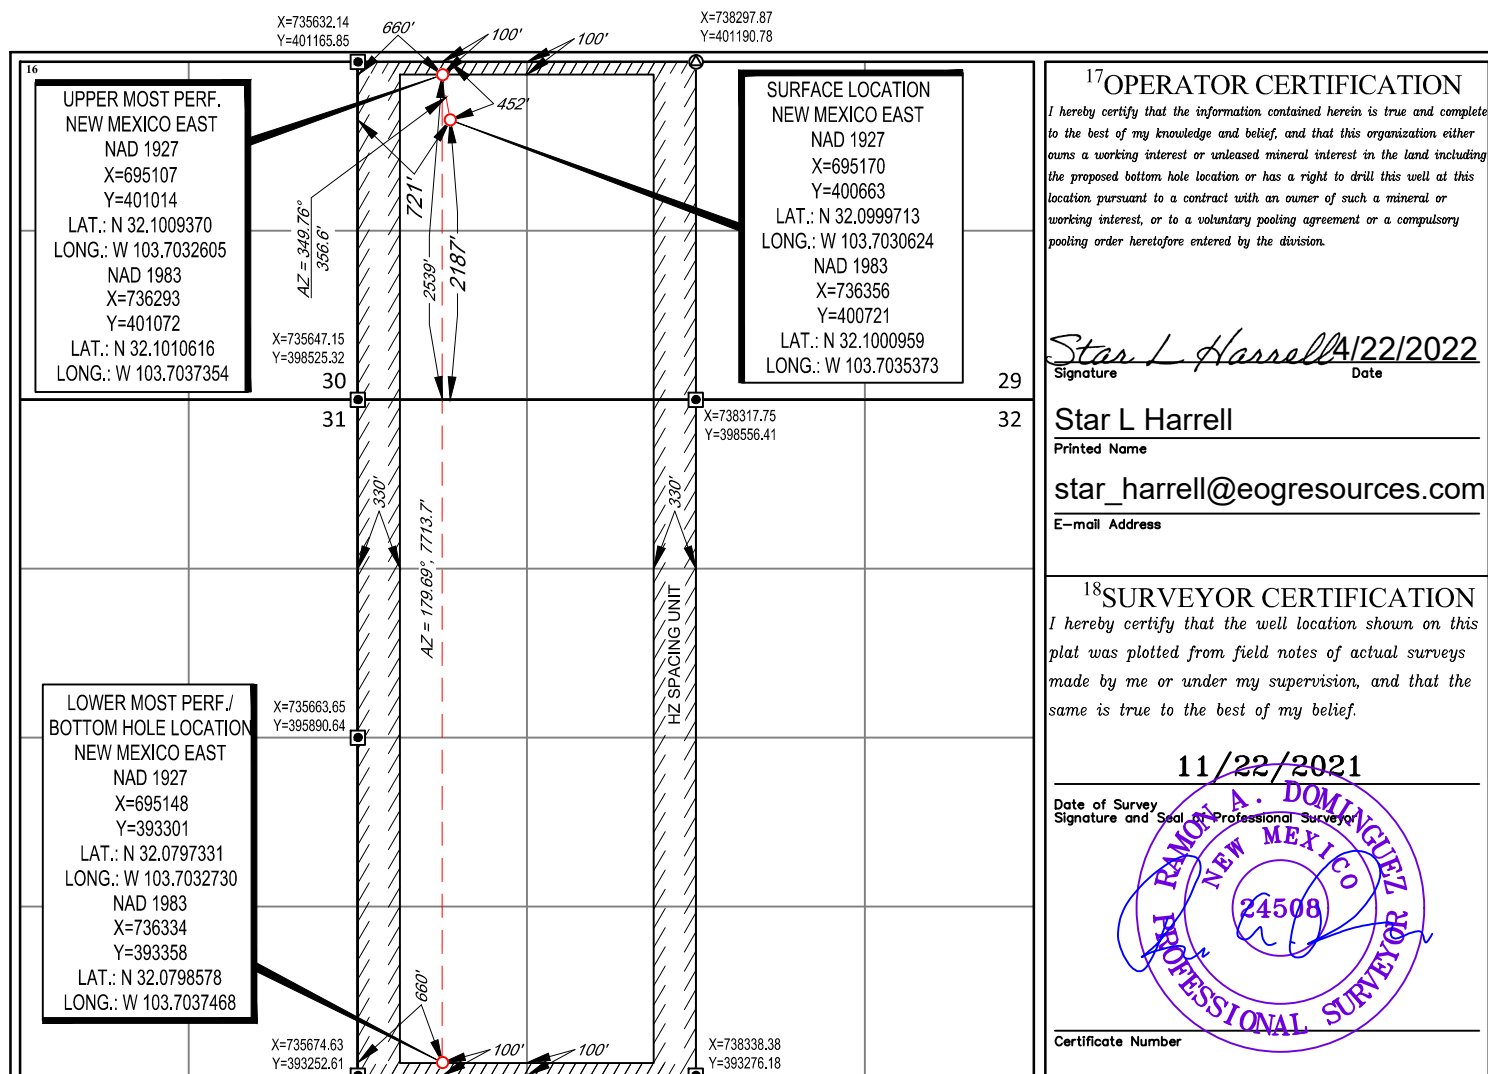 X=735632.14
Y=401165.85
660'
100'
100'
X=738297.87
Y=401190.78
16
UPPER MOST PERF.
NEW MEXICO EAST
NAD 1927
X=695107
Y=401014
LAT.: N 32.1009370
LONG.: W 103.7032605
NAD 1983
X=736293
Y=401072
LAT.: N 32.1010616
LONG.: W 103.7037354
452'
721'
AZ = 349.76°
356.6'
2539'
2187'
SURFACE LOCATION
NEW MEXICO EAST
NAD 1927
X=695170
Y=400663
LAT.: N 32.0999713
LONG.: W 103.7030624
NAD 1983
X=736356
Y=400721
LAT.: N 32.1000959
LONG.: W 103.7035373
X=735647.15
Y=398525.32
30
29
31
32
X=738317.75
Y=398556.41
330'
330'
AZ = 179.69°, 7713.7'
HZ SPACING UNIT
X=735663.65
Y=395890.64
LOWER MOST PERF./
BOTTOM HOLE LOCATION
NEW MEXICO EAST
NAD 1927
X=695148
Y=393301
LAT.: N 32.0797331
LONG.: W 103.7032730
NAD 1983
X=736334
Y=393358
LAT.: N 32.0798578
LONG.: W 103.7037468
660'
X=735674.63
Y=393252.61
100'
100'
X=738338.38
Y=393276.18
17 OPERATOR CERTIFICATION
I hereby certify that the information contained herein is true and complete
to the best of my knowledge and belief, and that this organization either
owns a working interest or unleased mineral interest in the land including
the proposed bottom hole location or has a right to drill this well at this
location pursuant to a contract with an owner of such a mineral or
working interest, or to a voluntary pooling agreement or a compulsory
pooling order heretofore entered by the division.
Star L Harrell 4/22/2022
Signature Date
Star L Harrell
Printed Name
star_harrell@eogresources.com
E-mail Address
18 SURVEYOR CERTIFICATION
I hereby certify that the well location shown on this
plat was plotted from field notes of actual surveys
made by me or under my supervision, and that the
same is true to the best of my belief.
11/22/2021
Date of Survey
Signature and Seal of Professional Surveyor
RAMON A. DOMINGUEZ
NEW MEXICO
24508
PROFESSIONAL SURVEYOR
Certificate Number